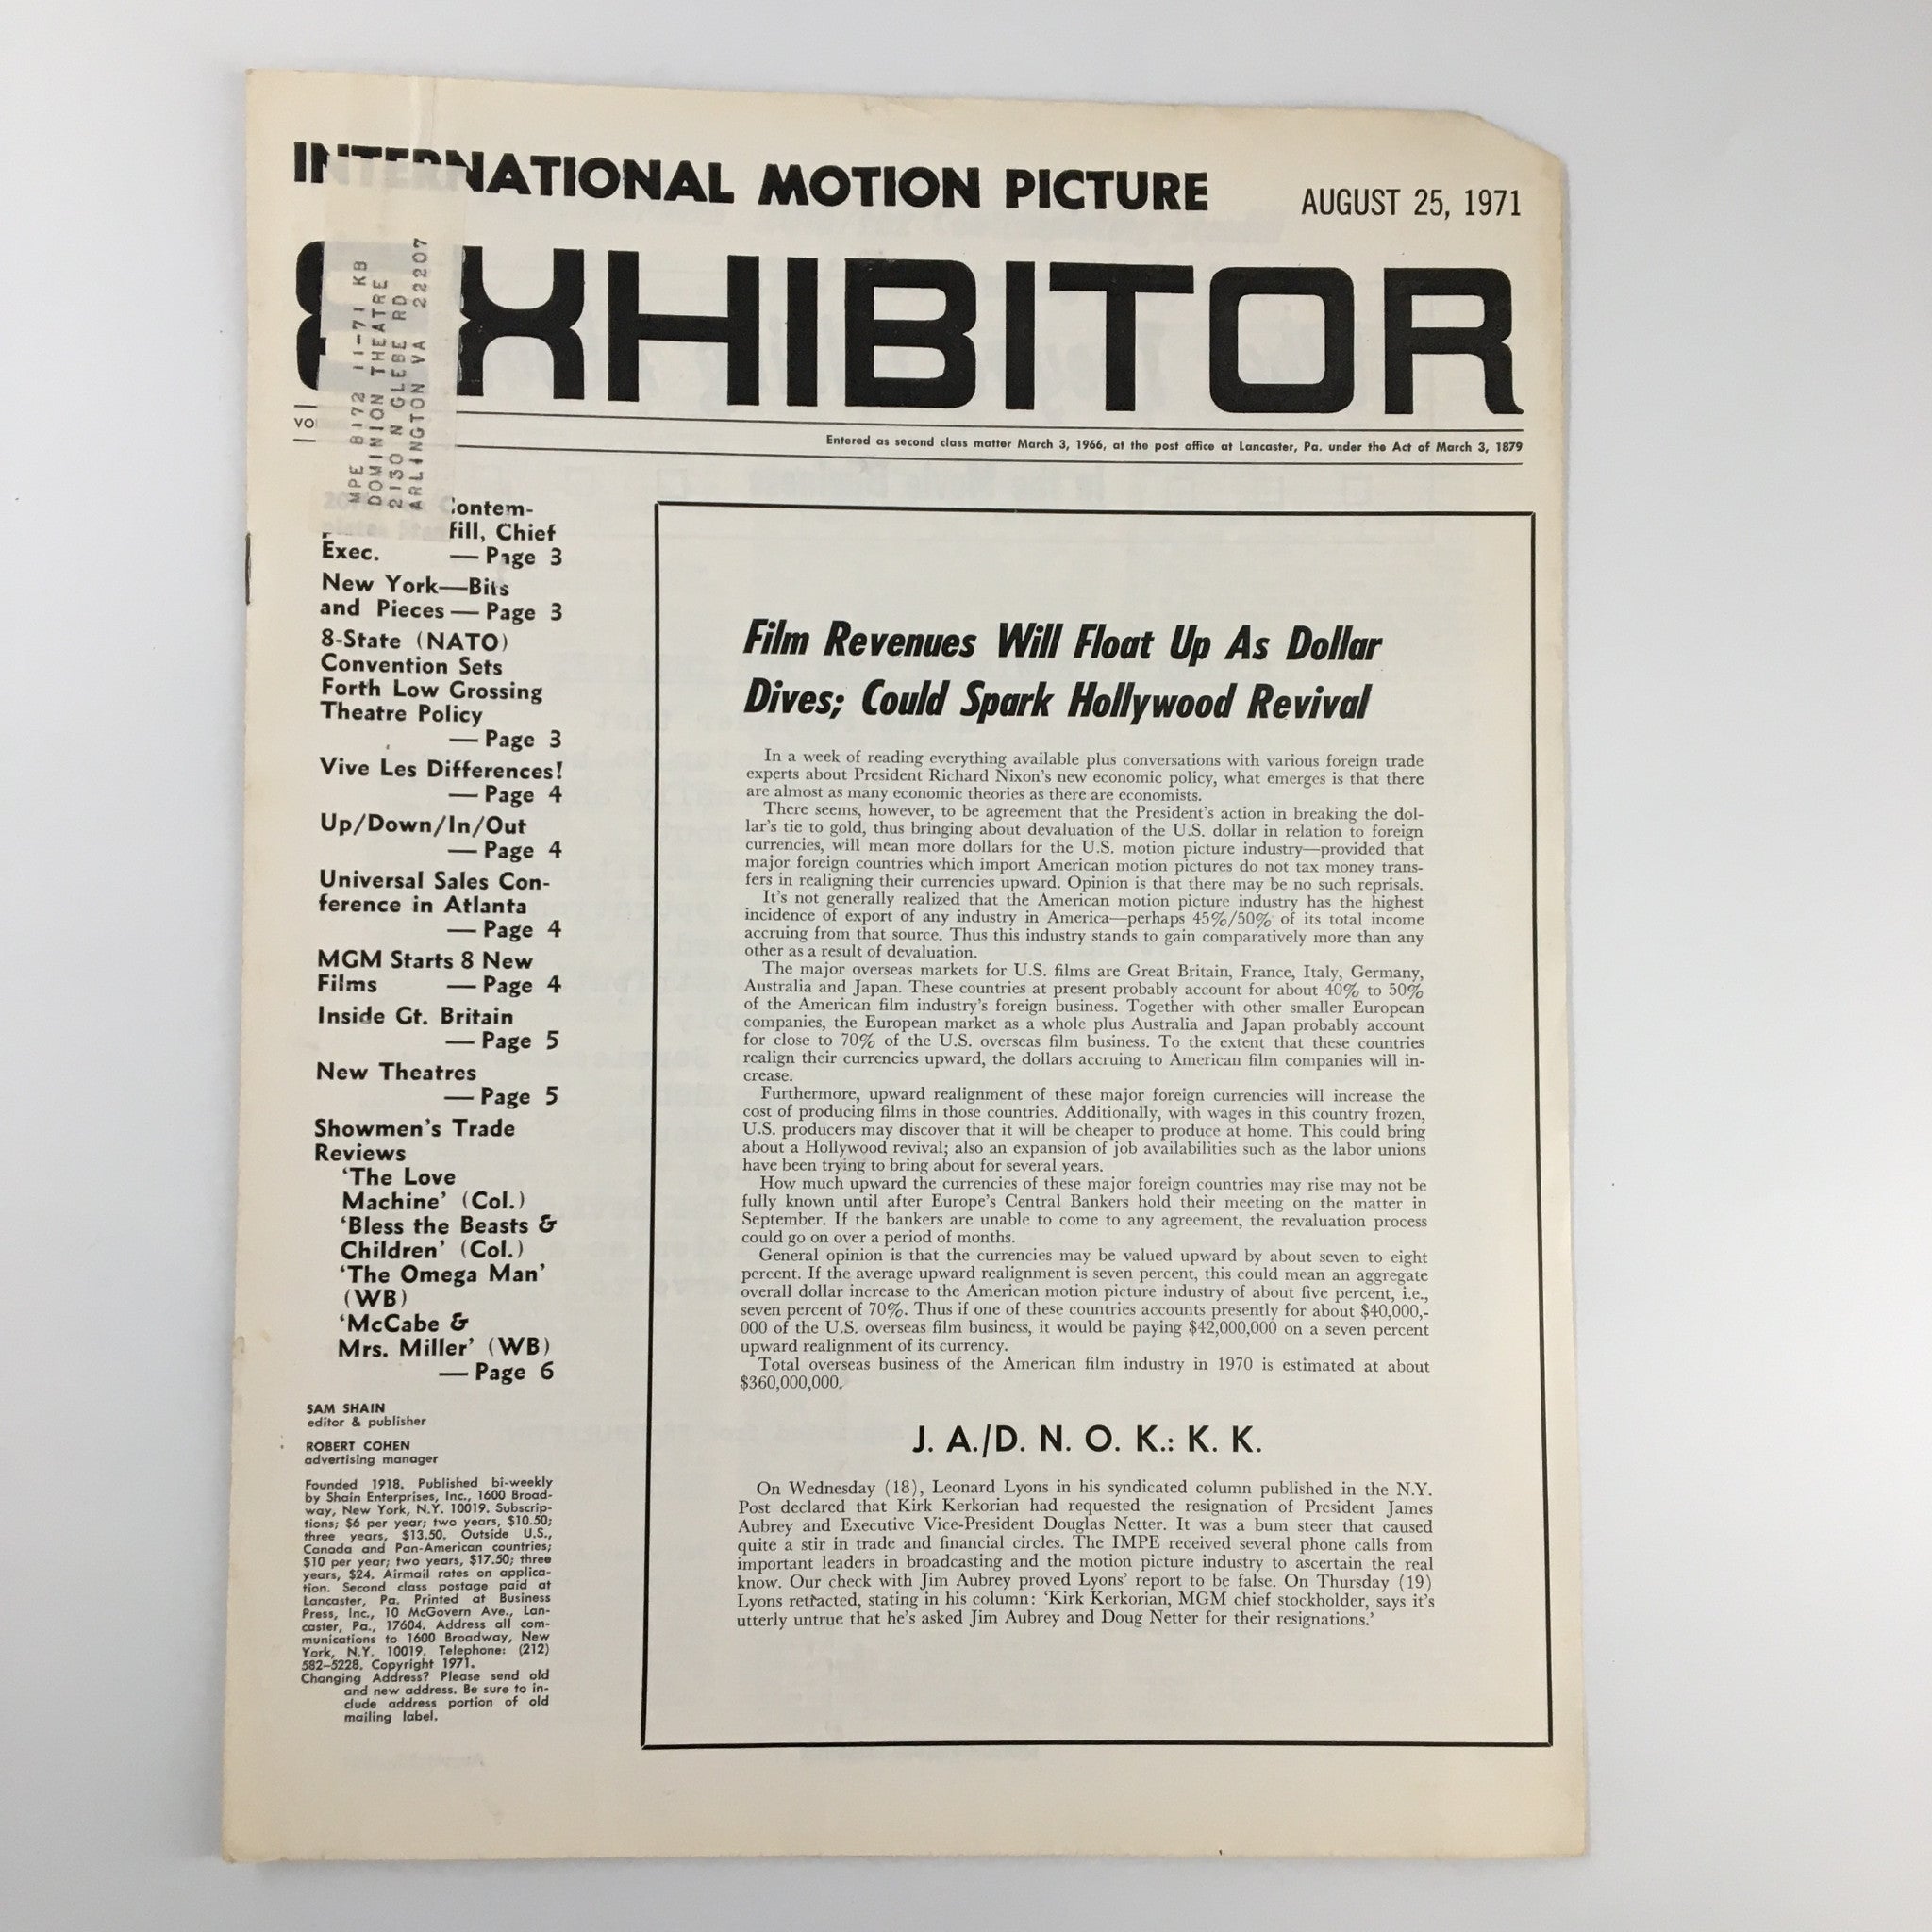 INTERNATIONAL MOTION PICTURE
AUGUST 25, 1971
EXHIBITOR
MPE 8172 11-71 KB
DOMINION THEATRE
2130 N GLEBE RD
ARLINGTON VA 22207
VO
Entered as second class matter March 3, 1966, at the post office at Lancaster, Pa. under the Act of March 3, 1879
Contem-
fill, Chief
Exec. — Page 3
New York—Bits
and Pieces — Page 3
8-State (NATO)
Convention Sets
Forth Low Grossing
Theatre Policy
— Page 3
Vive Les Differences!
— Page 4
Up/Down/In/Out
— Page 4
Universal Sales Con-
ference in Atlanta
— Page 4
MGM Starts 8 New
Films — Page 4
Inside Gt. Britain
— Page 5
New Theatres
— Page 5
Showmen's Trade
Reviews
'The Love
Machine' (Col.)
'Bless the Beasts &
Children' (Col.)
'The Omega Man'
(WB)
'McCabe &
Mrs. Miller' (WB)
— Page 6
SAM SHAIN
editor & publisher
ROBERT COHEN
advertising manager
Founded 1918. Published bi-weekly
by Shain Enterprises, Inc., 1600 Broad-
way, New York, N.Y. 10019. Subscrip-
tions; $6 per year; two years, $10.50;
three years, $13.50. Outside U.S.,
Canada and Pan-American countries;
$10 per year; two years, $17.50; three
years, $24. Airmail rates on applica-
tion. Second class postage paid at
Lancaster, Pa. Printed at Business
Press, Inc., 10 McGovern Ave., Lan-
caster, Pa., 17604. Address all com-
munications to 1600 Broadway, New
York, N.Y. 10019. Telephone: (212)
582-5228. Copyright 1971.
Changing Address? Please send old
and new address. Be sure to in-
clude address portion of old
mailing label.
Film Revenues Will Float Up As Dollar
Dives; Could Spark Hollywood Revival
In a week of reading everything available plus conversations with various foreign trade
experts about President Richard Nixon's new economic policy, what emerges is that there
are almost as many economic theories as there are economists.
There seems, however, to be agreement that the President's action in breaking the dol-
lar's tie to gold, thus bringing about devaluation of the U.S. dollar in relation to foreign
currencies, will mean more dollars for the U.S. motion picture industry—provided that
major foreign countries which import American motion pictures do not tax money trans-
fers in realigning their currencies upward. Opinion is that there may be no such reprisals.
It's not generally realized that the American motion picture industry has the highest
incidence of export of any industry in America—perhaps 45%/50% of its total income
accruing from that source. Thus this industry stands to gain comparatively more than any
other as a result of devaluation.
The major overseas markets for U.S. films are Great Britain, France, Italy, Germany,
Australia and Japan. These countries at present probably account for about 40% to 50%
of the American film industry's foreign business. Together with other smaller European
companies, the European market as a whole plus Australia and Japan probably account
for close to 70% of the U.S. overseas film business. To the extent that these countries
realign their currencies upward, the dollars accruing to American film companies will in-
crease.
Furthermore, upward realignment of these major foreign currencies will increase the
cost of producing films in those countries. Additionally, with wages in this country frozen,
U.S. producers may discover that it will be cheaper to produce at home. This could bring
about a Hollywood revival; also an expansion of job availabilities such as the labor unions
have been trying to bring about for several years.
How much upward the currencies of these major foreign countries may rise may not be
fully known until after Europe's Central Bankers hold their meeting on the matter in
September. If the bankers are unable to come to any agreement, the revaluation process
could go on over a period of months.
General opinion is that the currencies may be valued upward by about seven to eight
percent. If the average upward realignment is seven percent, this could mean an aggregate
overall dollar increase to the American motion picture industry of about five percent, i.e.,
seven percent of 70%. Thus if one of these countries accounts presently for about $40,000,-
000 of the U.S. overseas film business, it would be paying $42,000,000 on a seven percent
upward realignment of its currency.
Total overseas business of the American film industry in 1970 is estimated at about
$360,000,000.
J. A./D. N. O. K.: K. K.
On Wednesday (18), Leonard Lyons in his syndicated column published in the N.Y.
Post declared that Kirk Kerkorian had requested the resignation of President James
Aubrey and Executive Vice-President Douglas Netter. It was a bum steer that caused
quite a stir in trade and financial circles. The IMPE received several phone calls from
important leaders in broadcasting and the motion picture industry to ascertain the real
know. Our check with Jim Aubrey proved Lyons' report to be false. On Thursday (19)
Lyons retracted, stating in his column: 'Kirk Kerkorian, MGM chief stockholder, says it's
utterly untrue that he's asked Jim Aubrey and Doug Netter for their resignations.'